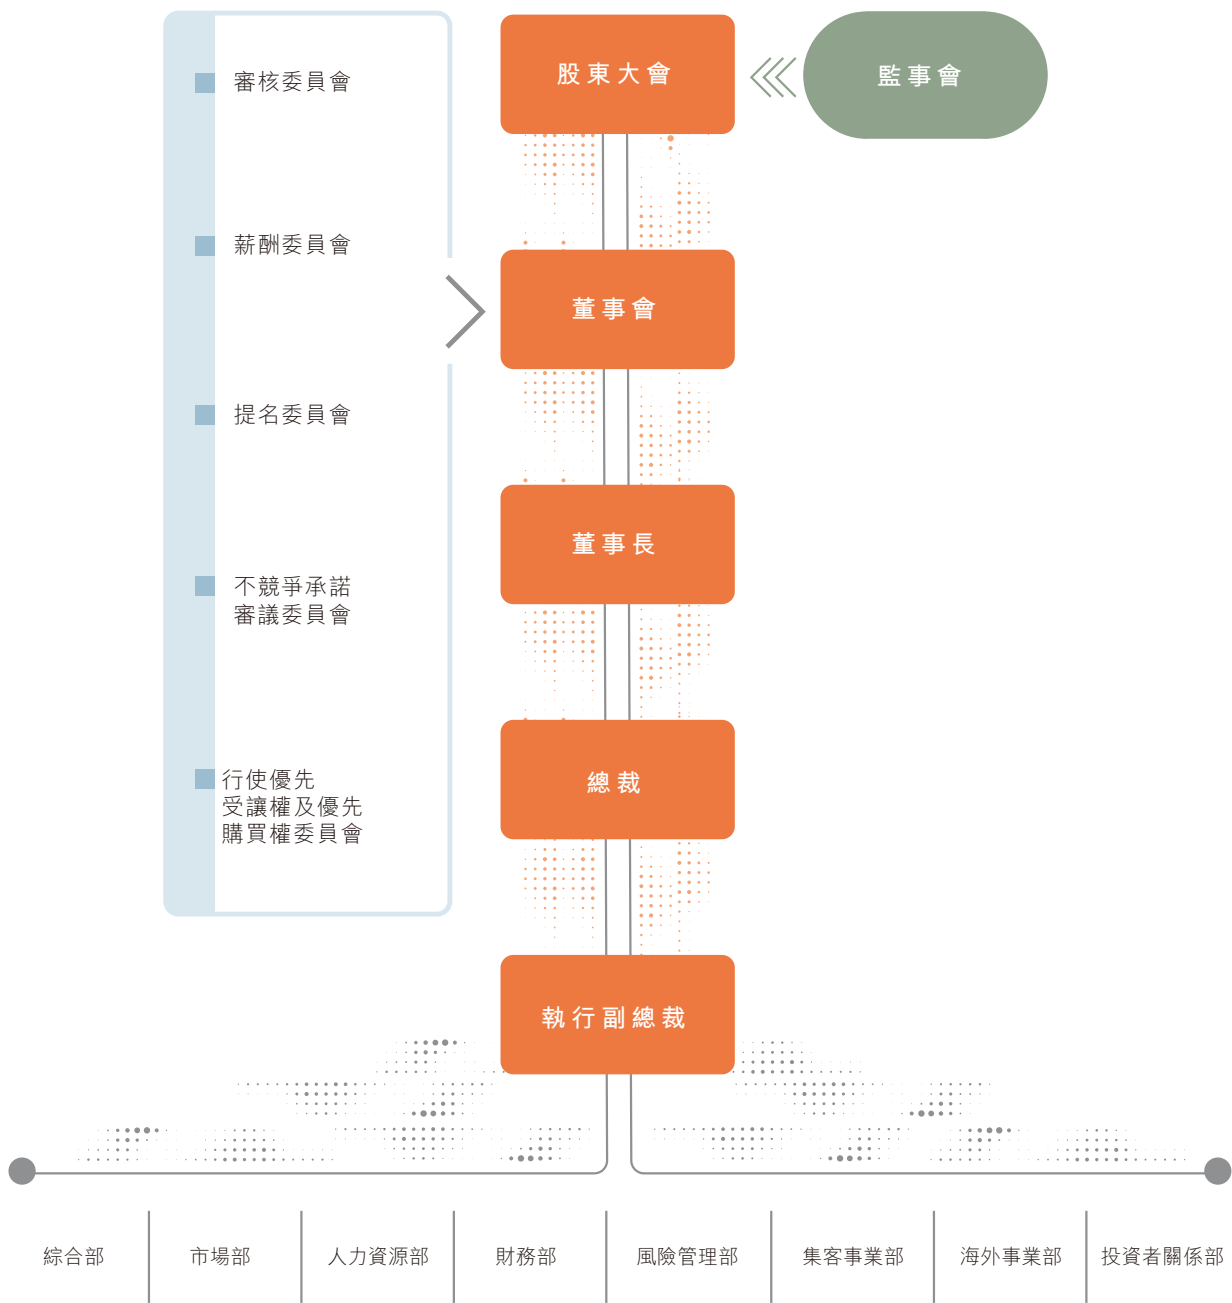 股東大會
監事會
審核委員會
薪酬委員會
董事會
提名委員會
董事長
不競爭承諾
審議委員會
總裁
行使優先
受讓權及優先
購買權委員會
執行副總裁
綜合部
市場部
人力資源部
財務部
風險管理部
集客事業部
海外事業部
投資者關係部